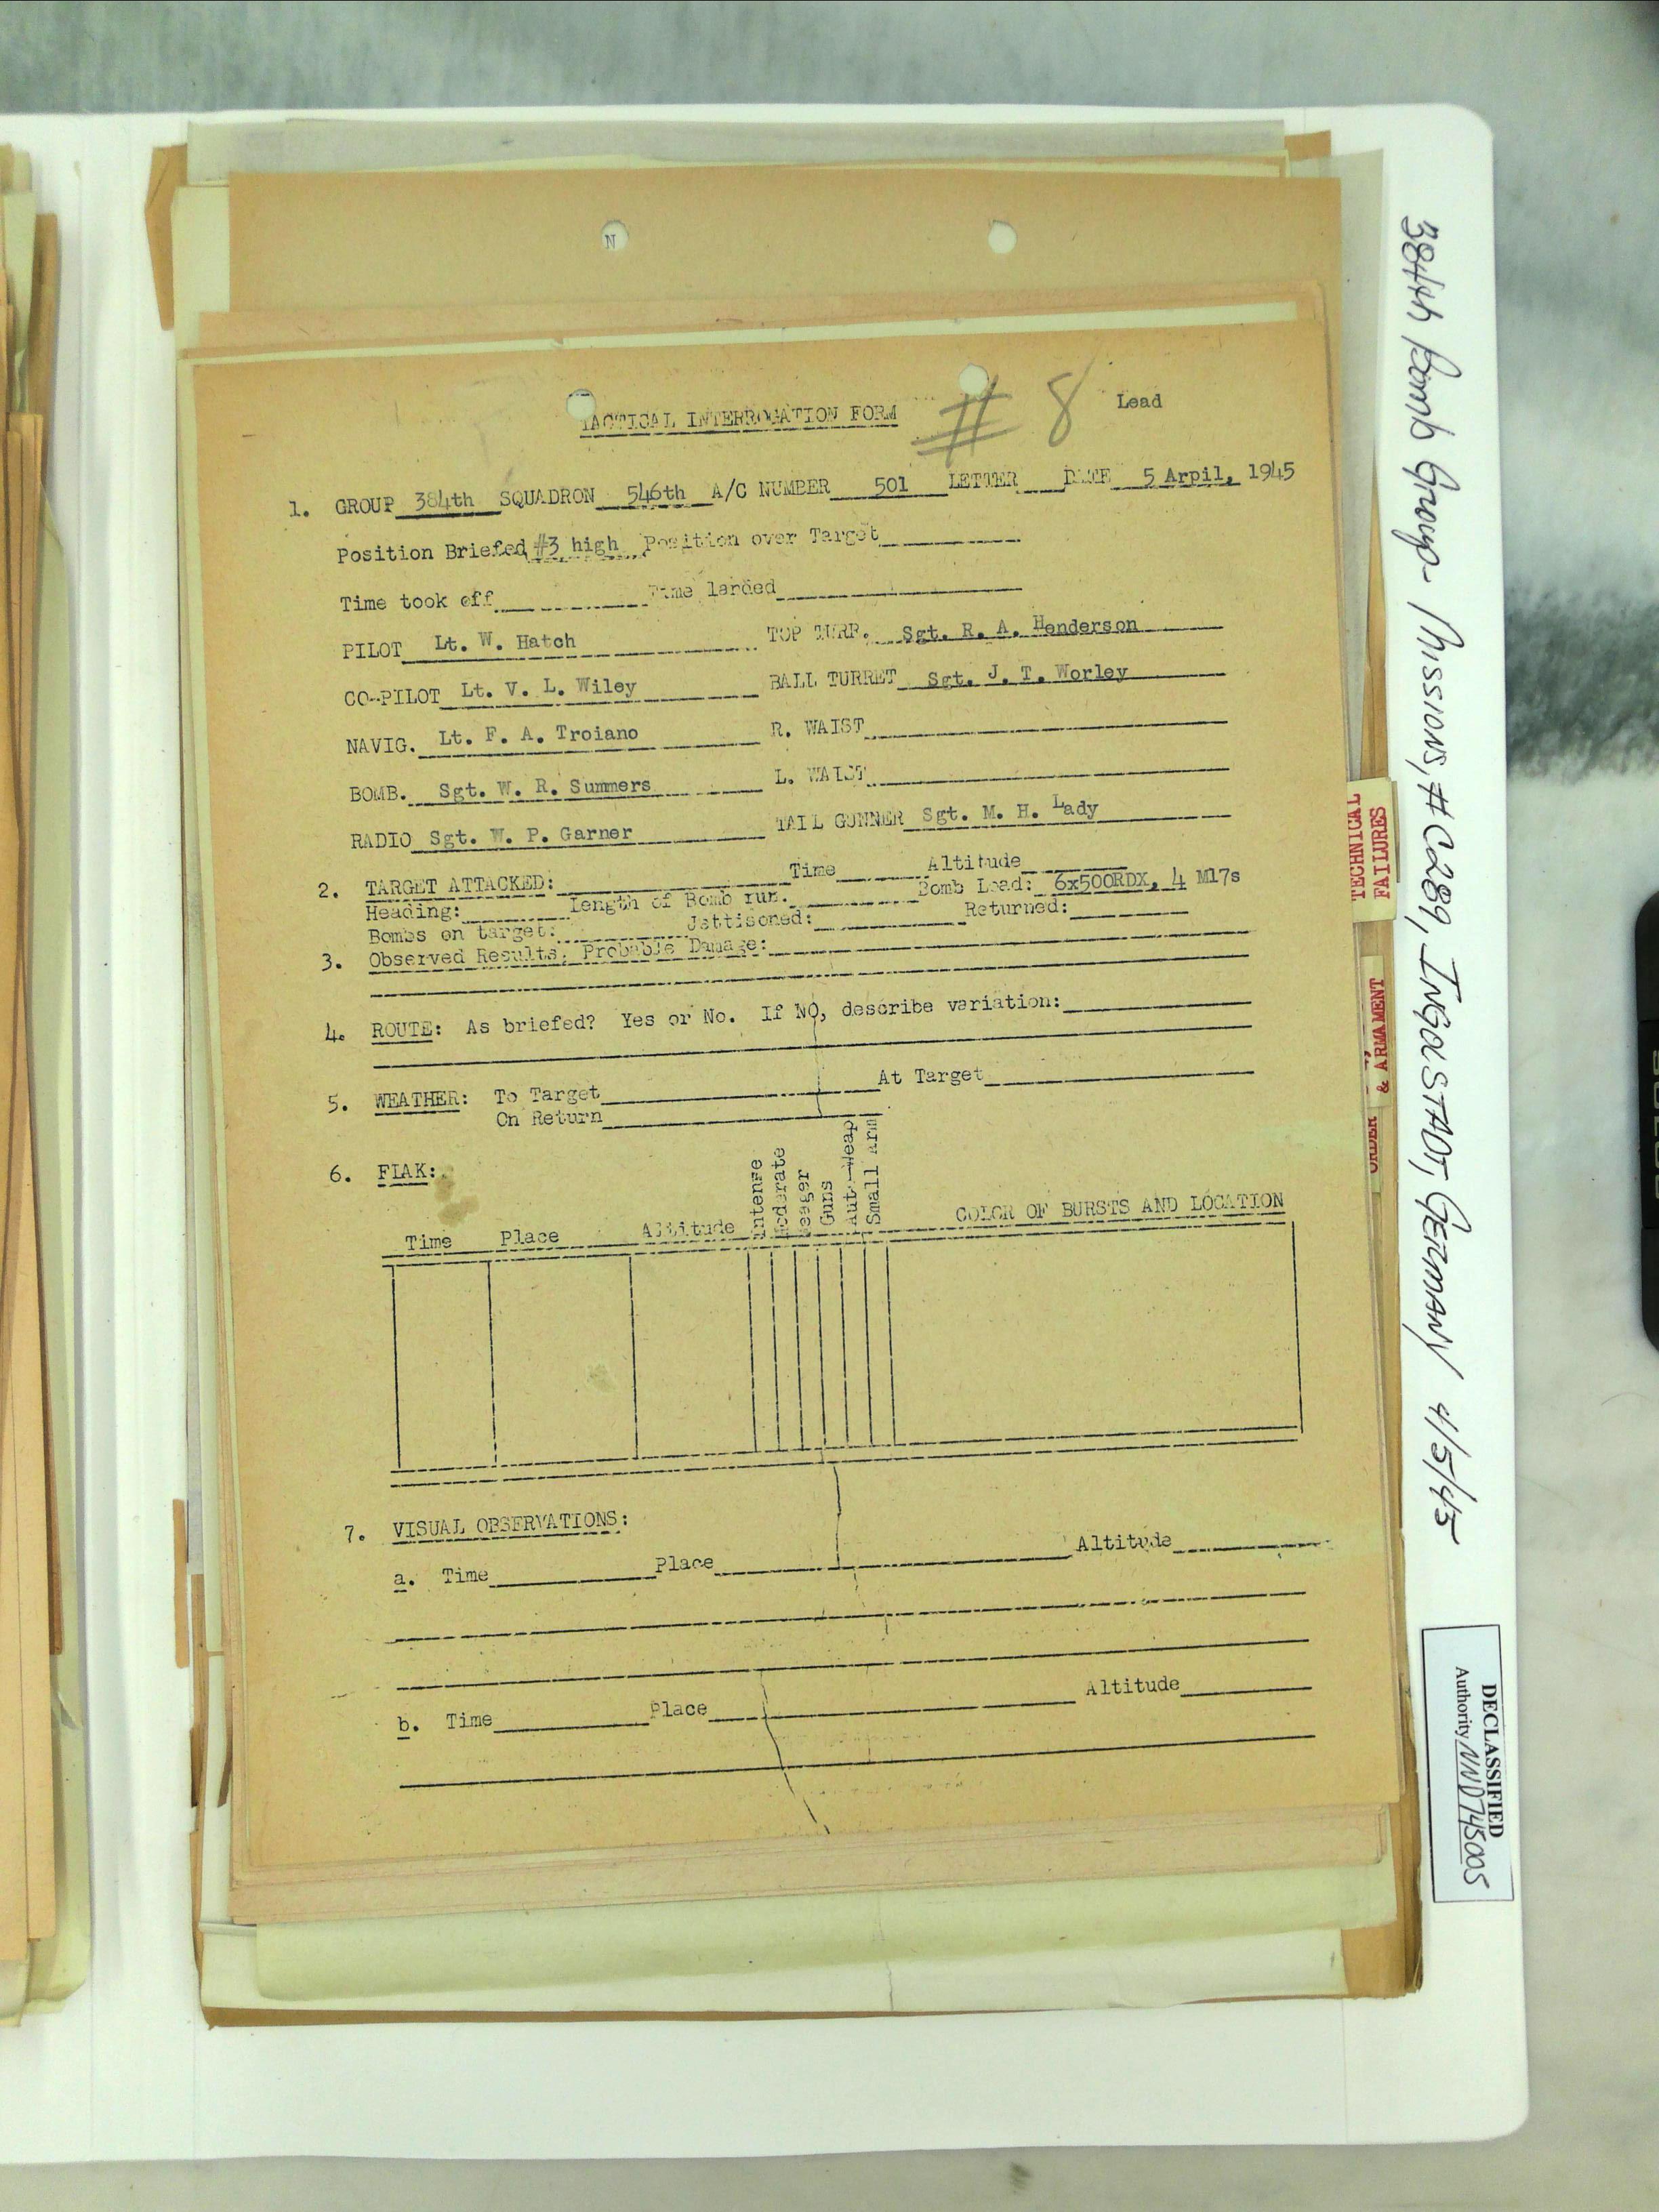 N
TACTICAL INTERROGATION FORM # 8 Lead
1. GROUP 384th SQUADRON 546th A/C NUMBER 501 LETTER DATE 5 Arpil, 1945
Position Briefed #3 high Position over Target
Time took off Time landed
PILOT Lt. W. Hatch TOP TURR. Sgt. R. A. Henderson
CO-PILOT Lt. V. L. Wiley BALL TURRET Sgt. J. T. Worley
NAVIG. Lt. F. A. Troiano R. WAIST
BOMB. Sgt. W. R. Summers L. WAIST
RADIO Sgt. W. P. Garner TAIL GUNNER Sgt. M. H. Lady
2. TARGET ATTACKED: Time Altitude
Heading: Length of Bomb run. Bomb Load: 6x500RDX, 4 M17s
Bombs on target: Jettisoned: Returned:
3. Observed Results, Probable Damage:
4. ROUTE: As briefed? Yes or No. If NO, describe variation:
5. WEATHER: To Target At Target
On Return
6. FLAK:
Time Place Altitude Intense Moderate Meager Guns Auto-Weap Small Arm COLOR OF BURSTS AND LOCATION
7. VISUAL OBSERVATIONS:
a. Time Place Altitude
b. Time Place Altitude
TECHNICAL
FAILURES
& ARMAMENT
ORDER
384th Bomb Group- Missions, # C289, INGOLSTADT, GERMANY 4/5/45
DECLASSIFIED
Authority NND745005